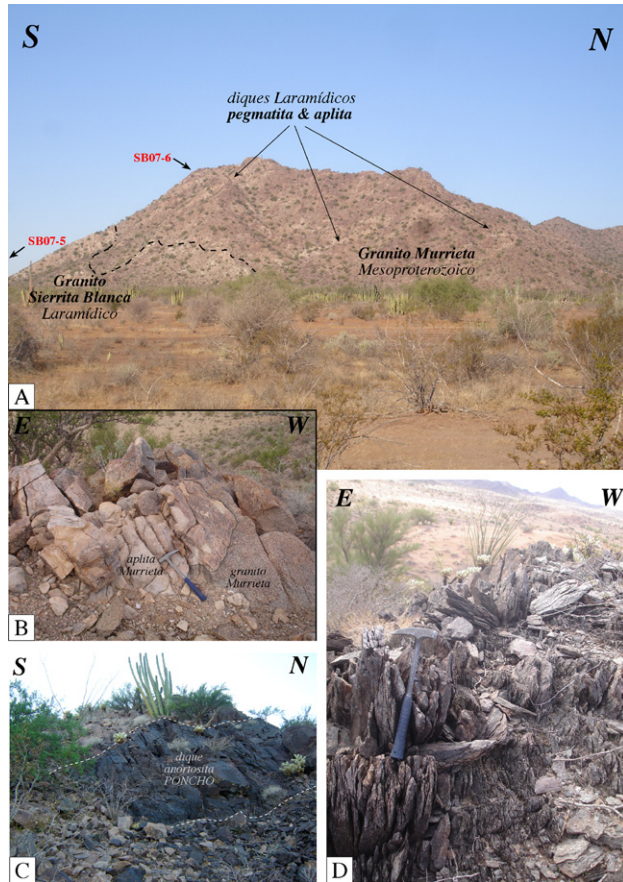 S
N
diques Laramídicos
pegmatita & aplita
SB07-6
SB07-5
Granito Murrieta
Mesoproterozoico
Granito
Sierrita Blanca
Laramídico
A
E
W
aplita
Murrieta
granito
Murrieta
B
S
N
dique
anortosita
PONCHO
C
E
W
D